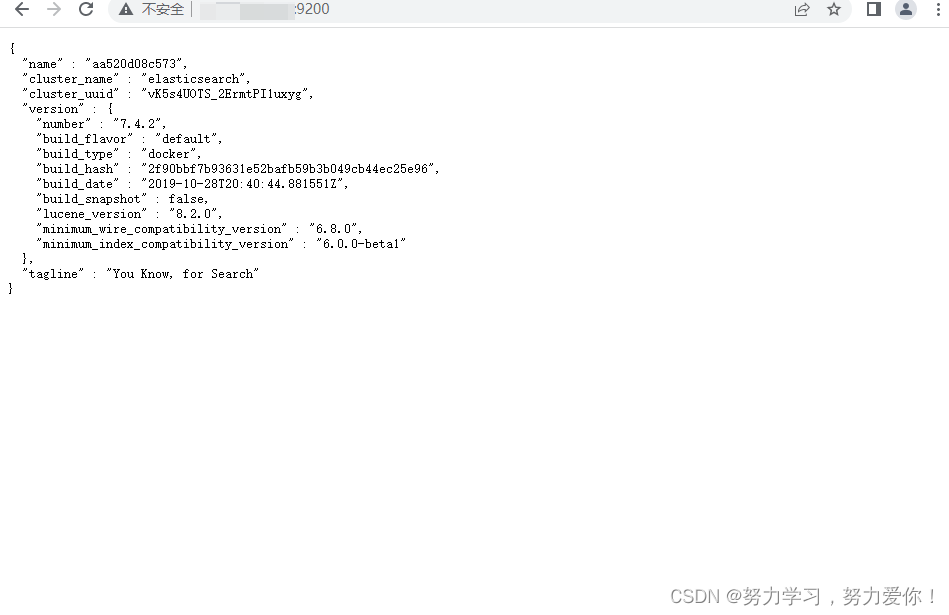 不安全 :9200
{
  "name" : "aa520d08c573",
  "cluster_name" : "elasticsearch",
  "cluster_uuid" : "vK5s4UOTS_2ErmtPI1uxyg",
  "version" : {
    "number" : "7.4.2",
    "build_flavor" : "default",
    "build_type" : "docker",
    "build_hash" : "2f90bbf7b93631e52bafb59b3b049cb44ec25e96",
    "build_date" : "2019-10-28T20:40:44.881551Z",
    "build_snapshot" : false,
    "lucene_version" : "8.2.0",
    "minimum_wire_compatibility_version" : "6.8.0",
    "minimum_index_compatibility_version" : "6.0.0-beta1"
  },
  "tagline" : "You Know, for Search"
}
CSDN @努力学习，努力爱你！